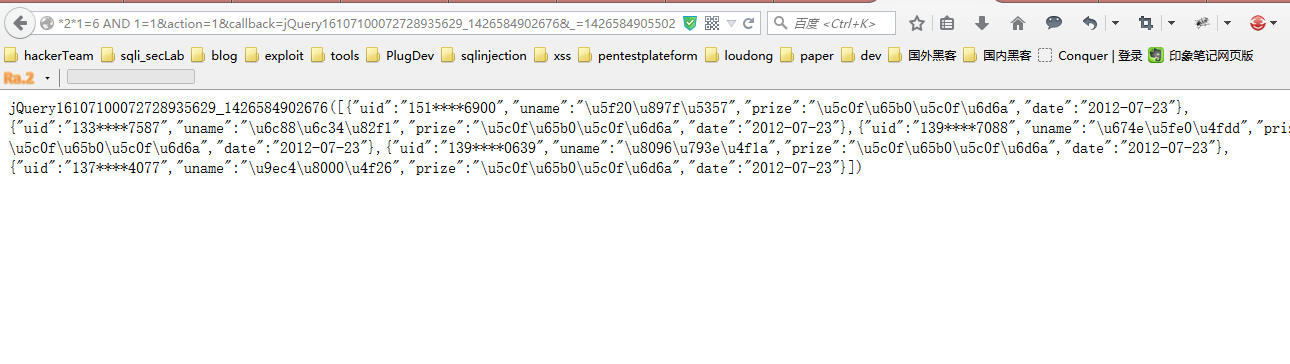 *2*1=6 AND 1=1&action=1&callback=jQuery16107100072728935629_1426584902676&_=1426584905502 百度 <Ctrl+K>
hackerTeam sqli_secLab blog exploit tools PlugDev sqlinjection xss pentestplateform loudong paper dev 国外黑客 国内黑客 Conquer | 登录 印象笔记网页版
Ra.2
jQuery16107100072728935629_1426584902676([{"uid":"151****6900","uname":"\u5f20\u897f\u5357","prize":"\u5c0f\u65b0\u5c0f\u6d6a","date":"2012-07-23"},
{"uid":"133****7587","uname":"\u6c88\u6c34\u82f1","prize":"\u5c0f\u65b0\u5c0f\u6d6a","date":"2012-07-23"},{"uid":"139****7088","uname":"\u674e\u5fe0\u4fdd","priz
\u5c0f\u65b0\u5c0f\u6d6a","date":"2012-07-23"},{"uid":"139****0639","uname":"\u8096\u793e\u4f1a","prize":"\u5c0f\u65b0\u5c0f\u6d6a","date":"2012-07-23"},
{"uid":"137****4077","uname":"\u9ec4\u8000\u4f26","prize":"\u5c0f\u65b0\u5c0f\u6d6a","date":"2012-07-23"}])